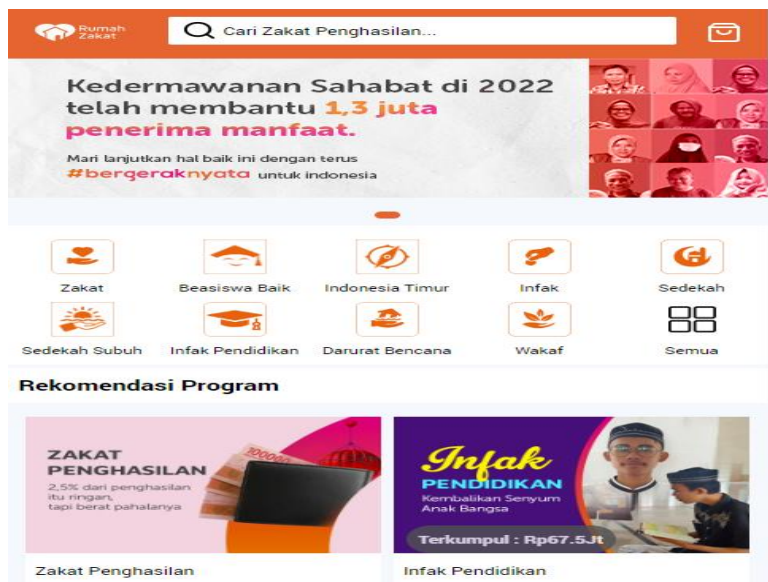 Rumah
Zakat
Cari Zakat Penghasilan...
Kedermawanan Sahabat di 2022
telah membantu 1,3 juta
penerima manfaat.
Mari lanjutkan hal baik ini dengan terus
#bergeraknyata untuk indonesia
Zakat
Beasiswa Baik
Indonesia Timur
Infak
Sedekah
Sedekah Subuh
Infak Pendidikan
Darurat Bencana
Wakaf
Semua
Rekomendasi Program
ZAKAT
PENGHASILAN
2,5% dari penghasilan
itu ringan,
tapi berat pahalanya
100000
Infak
PENDIDIKAN
Kembalikan Senyum
Anak Bangsa
Terkumpul : Rp67.5Jt
Zakat Penghasilan
Infak Pendidikan